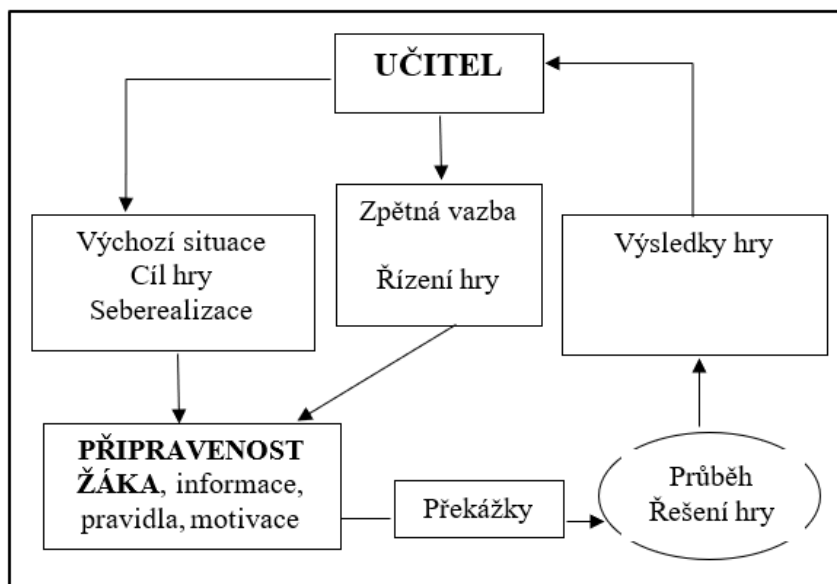 UČITEL
Výchozí situace
Cíl hry
Seberealizace
Zpětná vazba
Řízení hry
Výsledky hry
PŘIPRAVENOST
ŽÁKA, informace,
pravidla, motivace
Překážky
Průběh
Řešení hry